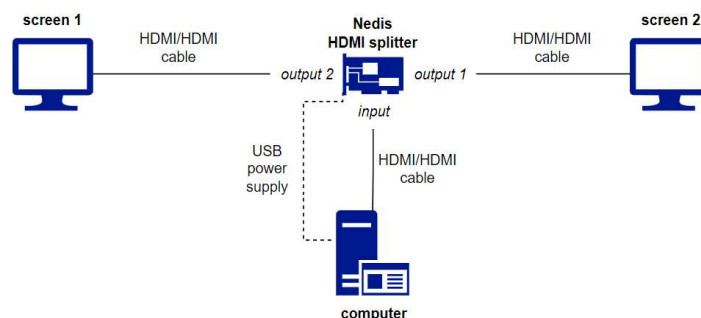 screen 1
Nedis
HDMI splitter
screen 2
HDMI/HDMI
cable
HDMI/HDMI
cable
output 2
output 1
input
USB
power
supply
HDMI/HDMI
cable
computer